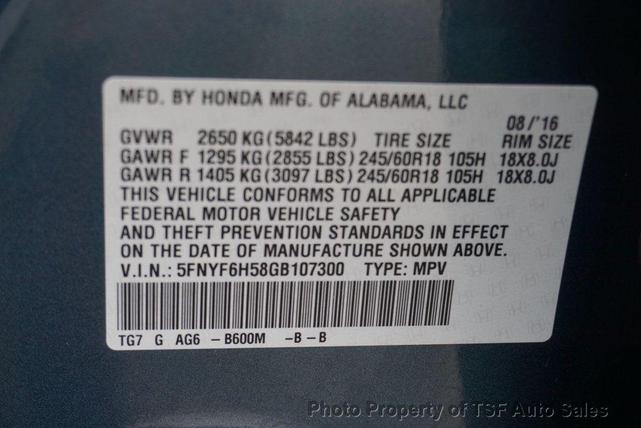 MFD. BY HONDA MFG. OF ALABAMA, LLC
08/'16
GVWR 2650 KG(5842 LBS) TIRE SIZE RIM SIZE
GAWR F 1295 KG(2855 LBS)245/60R18 105H 18X8.0J
GAWR R 1405 KG(3097 LBS)245/60R18 105H 18X8.0J
THIS VEHICLE CONFORMS TO ALL APPLICABLE
FEDERAL MOTOR VEHICLE SAFETY
AND THEFT PREVENTION STANDARDS IN EFFECT
ON THE DATE OF MANUFACTURE SHOWN ABOVE.
V.I.N.: 5FNYF6H58GB107300 TYPE: MPV
TG7 G AG6 -B600M -B-B
Photo Property of TSF Auto Sales